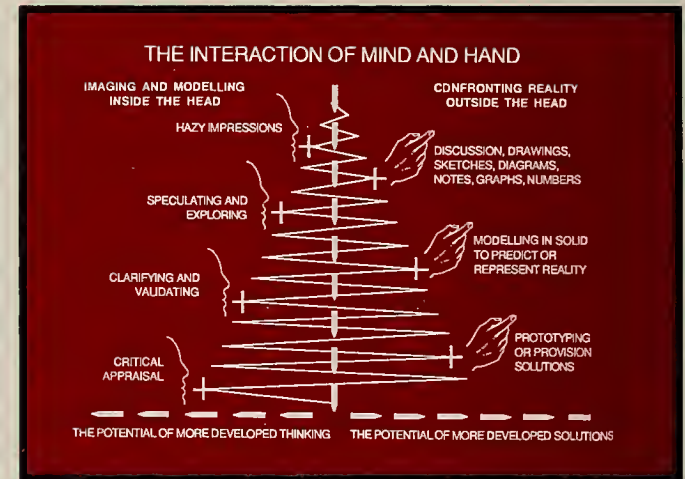 THE INTERACTION OF MIND AND HAND
IMAGING AND MODELLING
INSIDE THE HEAD
CONFRONTING REALITY
OUTSIDE THE HEAD
HAZY IMPRESSIONS
DISCUSSION, DRAWINGS,
SKETCHES, DIAGRAMS,
NOTES, GRAPHS, NUMBERS
SPECULATING AND
EXPLORING
MODELLING IN SOLID
TO PREDICT OR
REPRESENT REALITY
CLARIFYING AND
VALIDATING
PROTOTYPING
OR PROVISION
SOLUTIONS
CRITICAL
APPRAISAL
THE POTENTIAL OF MORE DEVELOPED THINKING
THE POTENTIAL OF MORE DEVELOPED SOLUTIONS